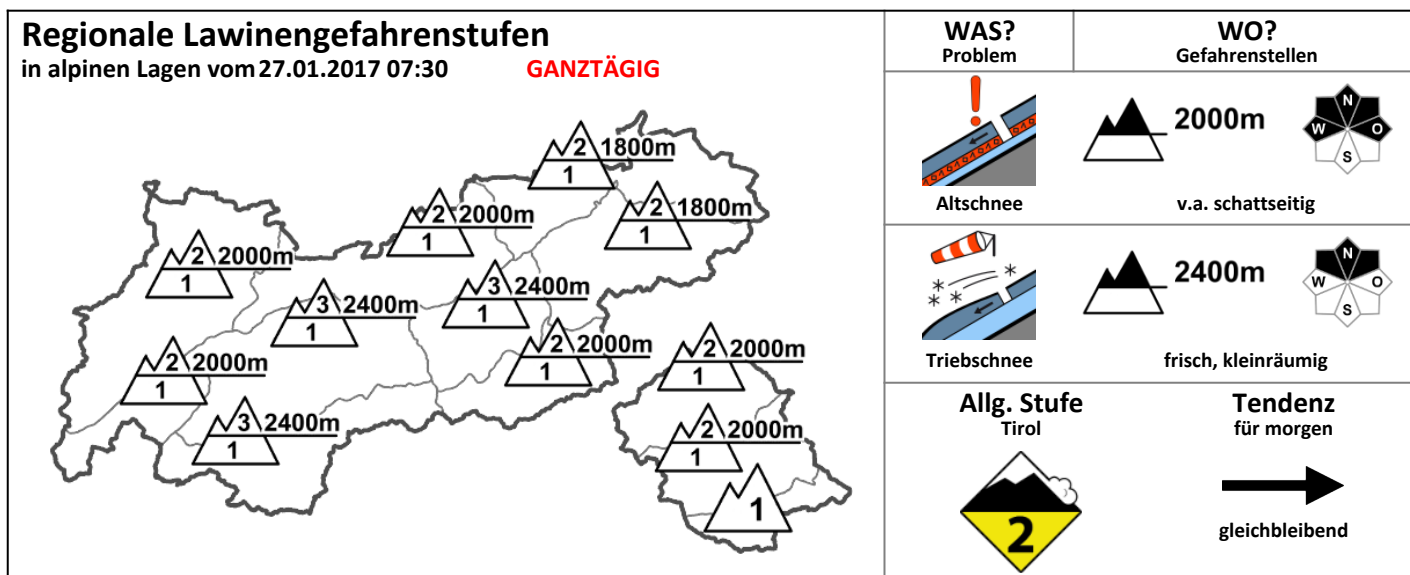 Regionale Lawinengefahrenstufen
in alpinen Lagen vom 27.01.2017 07:30 GANZTÄGIG
2 1800m
1
2 1800m
1
2 2000m
1
2 2000m
1
3 2400m
1
3 2400m
1
2 2000m
1
2 2000m
1
2 2000m
1
3 2400m
1
2 2000m
1
1
WAS?
Problem
WO?
Gefahrenstellen
Altschnee
2000m
N
W O
S
v.a. schattseitig
Triebschnee
2400m
N
W O
S
frisch, kleinräumig
Allg. Stufe
Tirol
2
Tendenz
für morgen
gleichbleibend